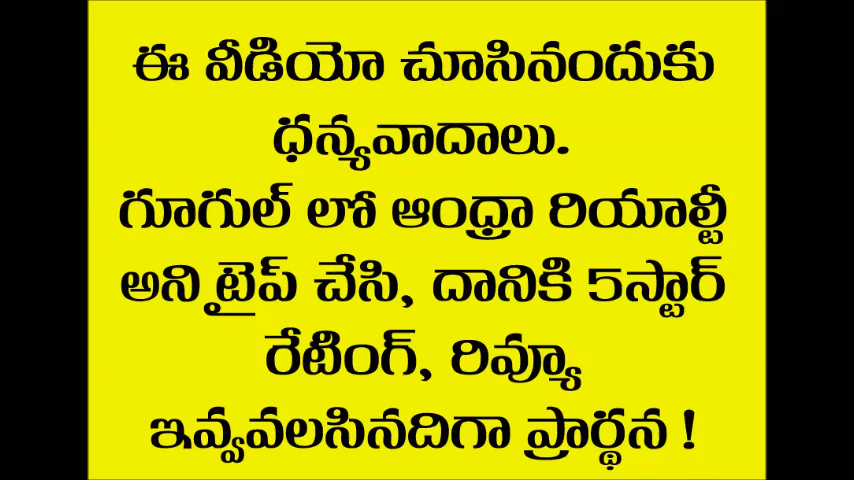 ఈ వీడియో చూసినందుకు
ధన్యవాదాలు.
గూగుల్ లో ఆంధ్రా రియాల్టీ
అని టైప్ చేసి, దానికి 5స్టార్
రేటింగ్, రివ్యూ
ఇవ్వవలసినదిగా ప్రార్థన !